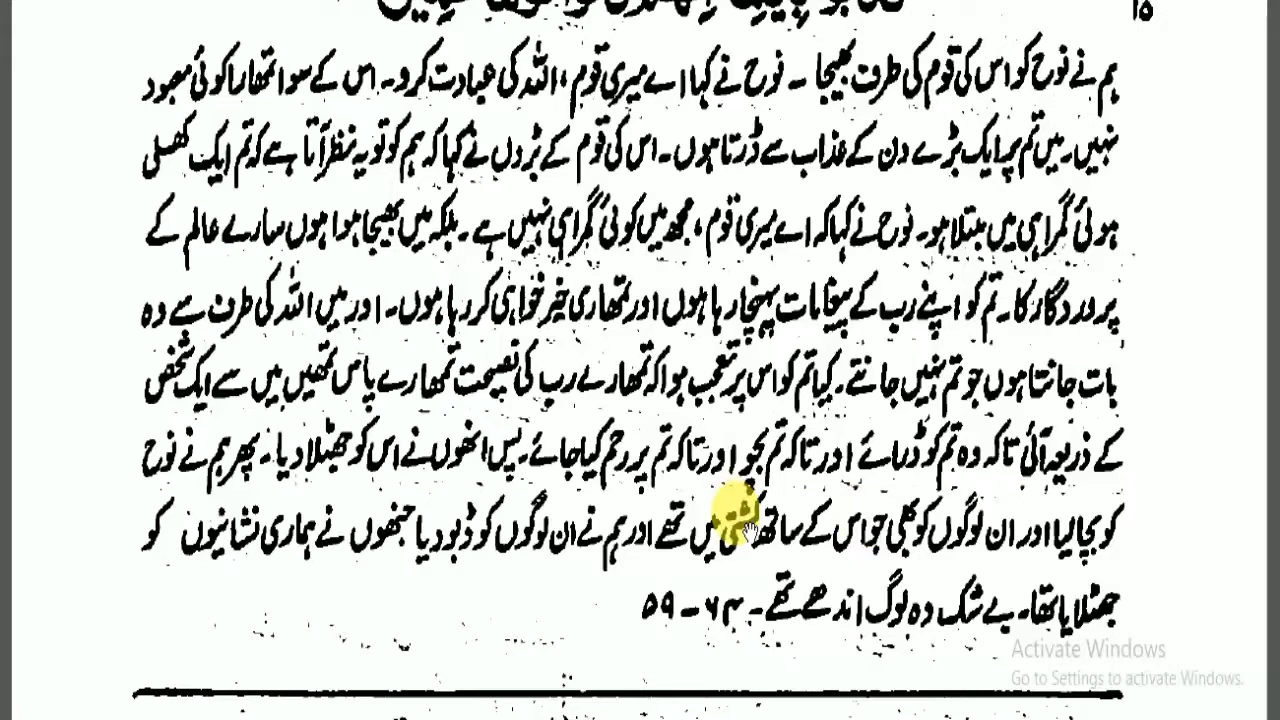 ۱۵
ہم نے نوح کو اس کی قوم کی طرف بھیجا ۔ نوح نے کہا اے میری قوم ، اللہ کی عبادت کرو۔ اس کے سوا تمھارا کوئی معبود
نہیں۔ میں تم پر ایک بڑے دن کے عذاب سے ڈرتا ہوں۔ اس کی قوم کے بڑوں نے کہا کہ ہم کو تو یہ نظر آتا ہے کہ تم ایک کھلی
ہوئی گمراہی میں مبتلا ہو۔ نوح نے کہا کہ اے میری قوم ، مجھ میں کوئی گمراہی نہیں ہے۔ بلکہ میں بھیجا ہوا ہوں سارے عالم کے
پروردگار کا۔ تم کو اپنے رب کے پیغامات پہنچا رہا ہوں اور تمھاری خیر خواہی کر رہا ہوں۔ اور میں اللہ کی طرف سے وہ
بات جانتا ہوں جو تم نہیں جانتے۔ کیا تم کو اس پر تعجب ہوا کہ تمھارے رب کی نصیحت تمھارے پاس تمھیں میں سے ایک شخص
کے ذریعہ آئی تاکہ وہ تم کو ڈرائے اور تاکہ تم بچو اور تاکہ تم پر رحم کیا جائے۔ پس انھوں نے اس کو جھٹلا دیا۔ پھر ہم نے نوح
کو بچا لیا اور ان لوگوں کو بھی جو اس کے ساتھ کشتی میں تھے اور ہم نے ان لوگوں کو ڈبو دیا جنھوں نے ہماری نشانیوں کو
جھٹلایا تھا۔ بے شک وہ لوگ اندھے تھے۔ ۶۴ - ۵۹
Activate Windows
Go to Settings to activate Windows.